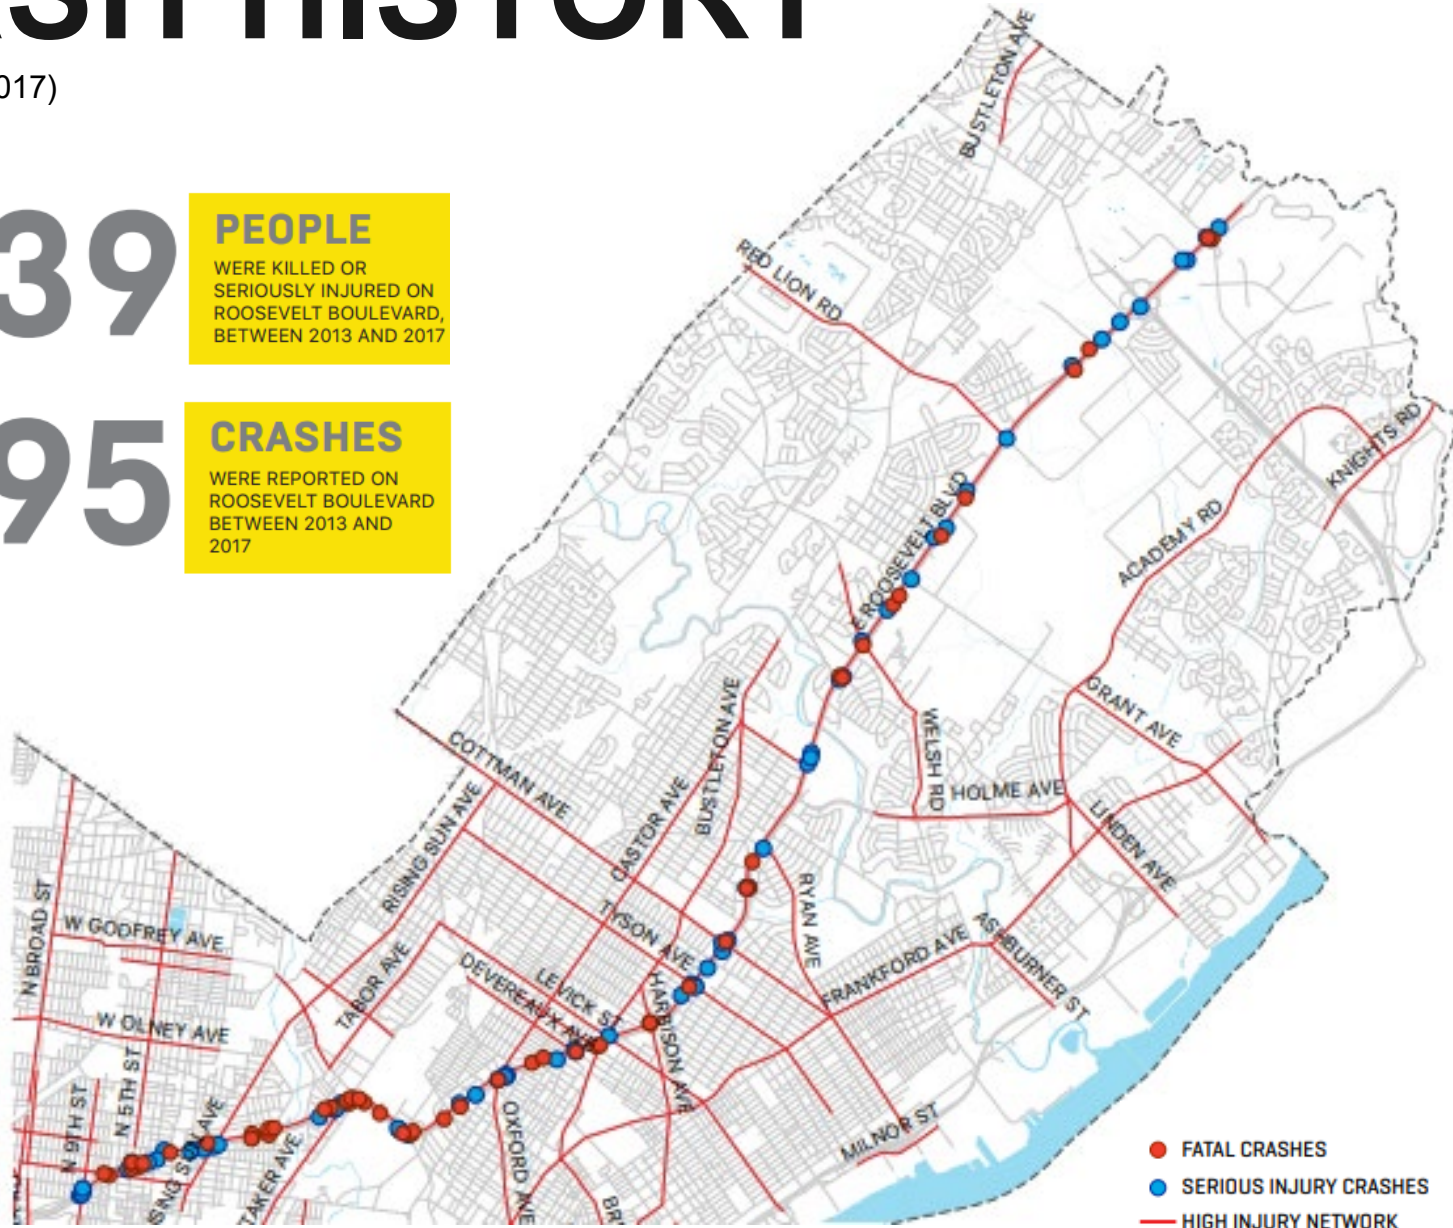 ASH HISTORY
017)
39
PEOPLE
WERE KILLED OR
SERIOUSLY INJURED ON
ROOSEVELT BOULEVARD,
BETWEEN 2013 AND 2017
95
CRASHES
WERE REPORTED ON
ROOSEVELT BOULEVARD
BETWEEN 2013 AND
2017
BUSTLETON AVE
RED LION RD
KNIGHTS RD
ACADEMY RD
E ROOSEVELT BLVD
GRANT AVE
WELSH RD
HOLME AVE
LINDEN AVE
COTTMAN AVE
BUSTLETON AVE
CASTOR AVE
RISING SUN AVE
RYAN AVE
TYSON AVE
FRANKFORD AVE
ASHBURNER ST
N BROAD ST
W GODFREY AVE
TABOR AVE
LEVICK ST
DEVEREAUX AVE
HARBISON AVE
W OLNEY AVE
N 5TH ST
N 9TH ST
OXFORD AVE
MILNOR ST
FATAL CRASHES
SERIOUS INJURY CRASHES
HIGH INJURY NETWORK